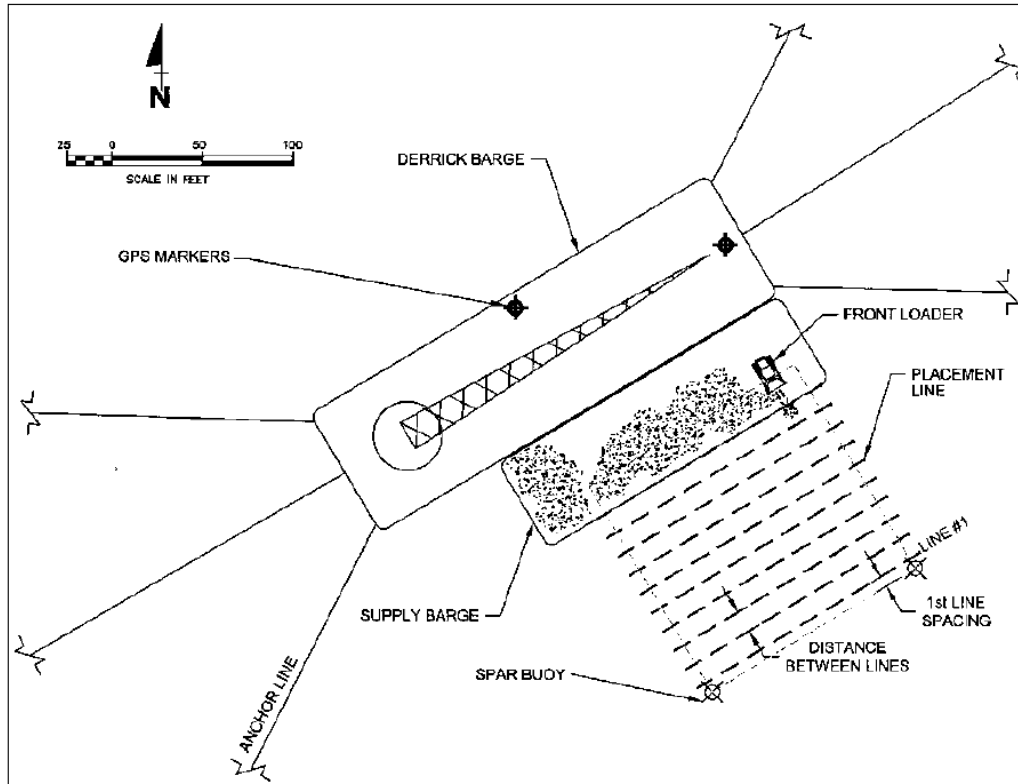 N
25 0 50 100
SCALE IN FEET
DERRICK BARGE
GPS MARKERS
FRONT LOADER
PLACEMENT
LINE
LINE #1
1st LINE
SPACING
SUPPLY BARGE
DISTANCE
BETWEEN LINES
SPAR BUOY
ANCHOR LINE